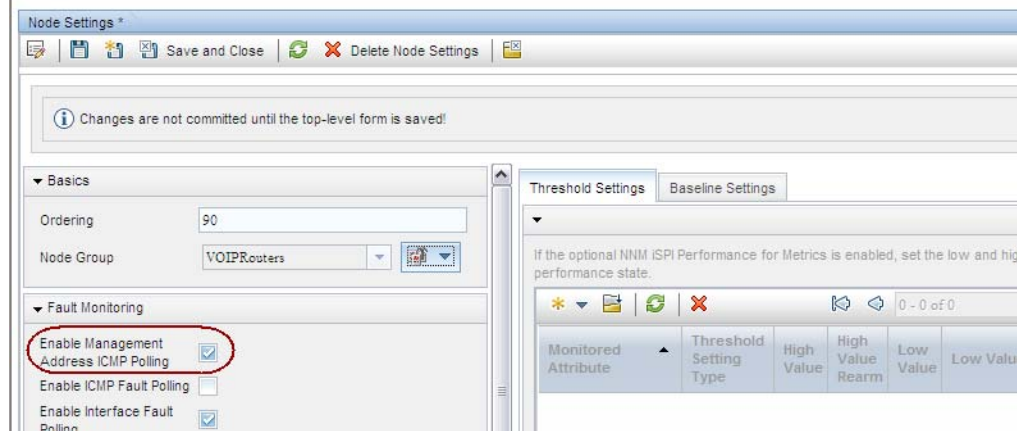 Node Settings *
Save and Close
Delete Node Settings
Changes are not committed until the top-level form is saved!
Basics
Ordering
90
Node Group
VOIPRouters
Fault Monitoring
Enable Management
Address ICMP Polling
Enable ICMP Fault Polling
Enable Interface Fault
Polling
Threshold Settings
Baseline Settings
If the optional NNM iSPI Performance for Metrics is enabled, set the low and hig
performance state.
0 - 0 of 0
Monitored
Attribute
Threshold
Setting
Type
High
Value
High
Value
Rearm
Low
Value
Low Valu